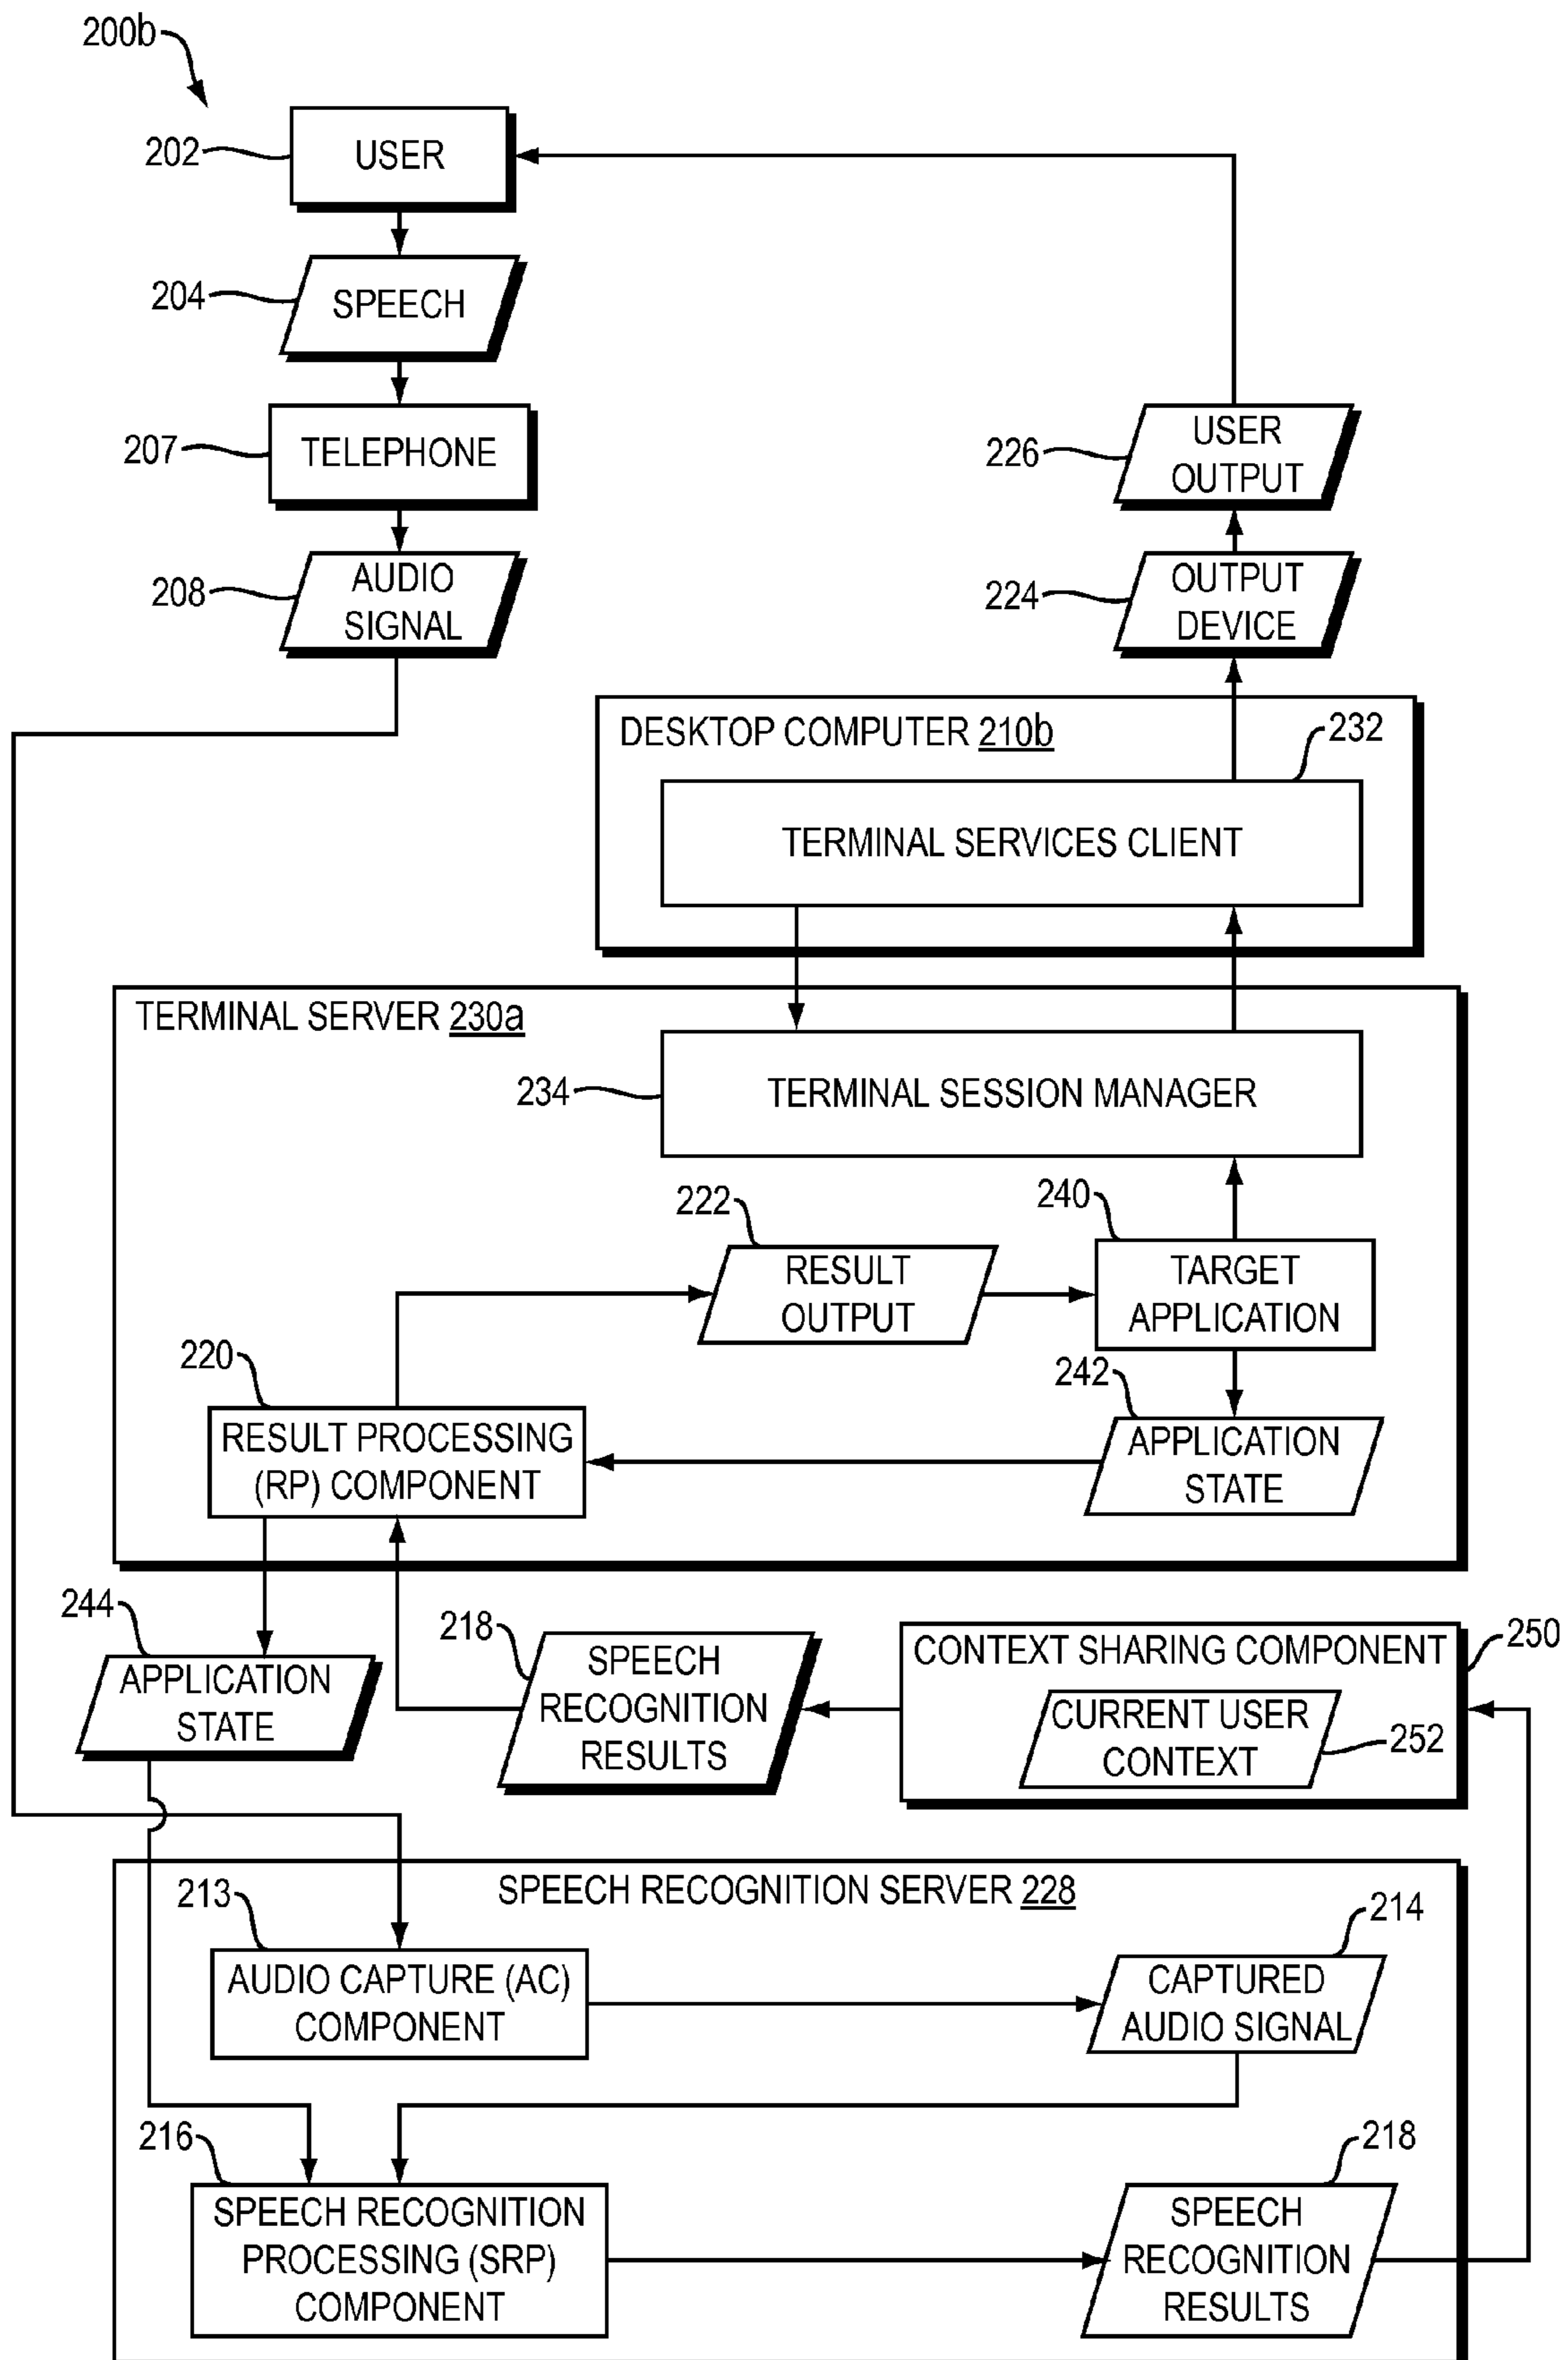 200b
202
USER
204
SPEECH
207
TELEPHONE
226
USER
OUTPUT
208
AUDIO
SIGNAL
224
OUTPUT
DEVICE
DESKTOP COMPUTER 210b
232
TERMINAL SERVICES CLIENT
TERMINAL SERVER 230a
234
TERMINAL SESSION MANAGER
222
RESULT
OUTPUT
240
TARGET
APPLICATION
220
RESULT PROCESSING
(RP) COMPONENT
242
APPLICATION
STATE
244
APPLICATION
STATE
218
SPEECH
RECOGNITION
RESULTS
CONTEXT SHARING COMPONENT
250
CURRENT USER
CONTEXT
252
SPEECH RECOGNITION SERVER 228
213
AUDIO CAPTURE (AC)
COMPONENT
214
CAPTURED
AUDIO SIGNAL
216
SPEECH RECOGNITION
PROCESSING (SRP)
COMPONENT
218
SPEECH
RECOGNITION
RESULTS